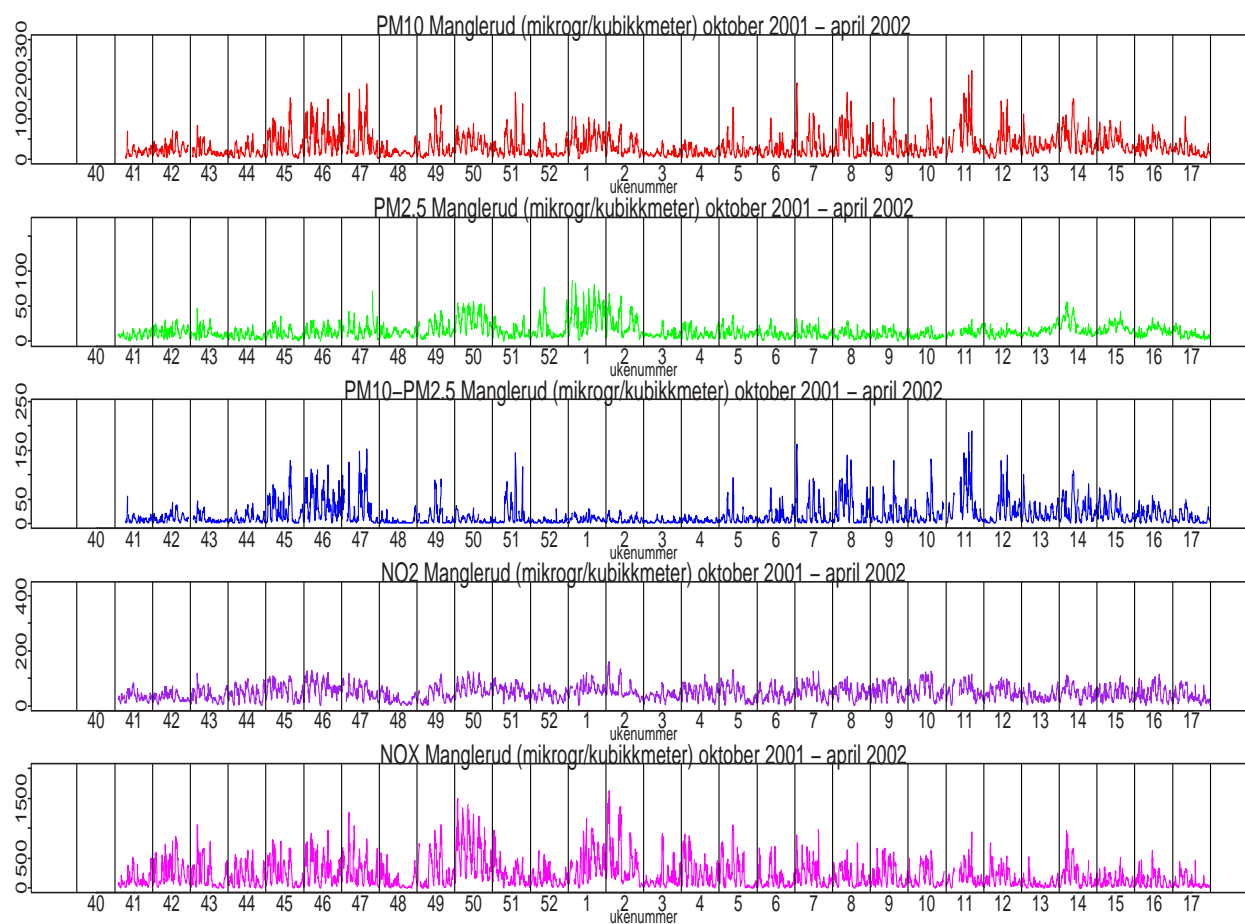 PM10 Manglerud (mikrogr/kubikkmeter) oktober 2001 – april 2002
0 100 200 300
40 41 42 43 44 45 46 47 48 49 50 51 52 1 2 3 4 5 6 7 8 9 10 11 12 13 14 15 16 17
ukenummer
PM2.5 Manglerud (mikrogr/kubikkmeter) oktober 2001 – april 2002
0 50 100
40 41 42 43 44 45 46 47 48 49 50 51 52 1 2 3 4 5 6 7 8 9 10 11 12 13 14 15 16 17
ukenummer
PM10–PM2.5 Manglerud (mikrogr/kubikkmeter) oktober 2001 – april 2002
0 50 150 250
40 41 42 43 44 45 46 47 48 49 50 51 52 1 2 3 4 5 6 7 8 9 10 11 12 13 14 15 16 17
ukenummer
NO2 Manglerud (mikrogr/kubikkmeter) oktober 2001 – april 2002
0 200 400
40 41 42 43 44 45 46 47 48 49 50 51 52 1 2 3 4 5 6 7 8 9 10 11 12 13 14 15 16 17
ukenummer
NOX Manglerud (mikrogr/kubikkmeter) oktober 2001 – april 2002
0 500 1500
40 41 42 43 44 45 46 47 48 49 50 51 52 1 2 3 4 5 6 7 8 9 10 11 12 13 14 15 16 17
ukenummer